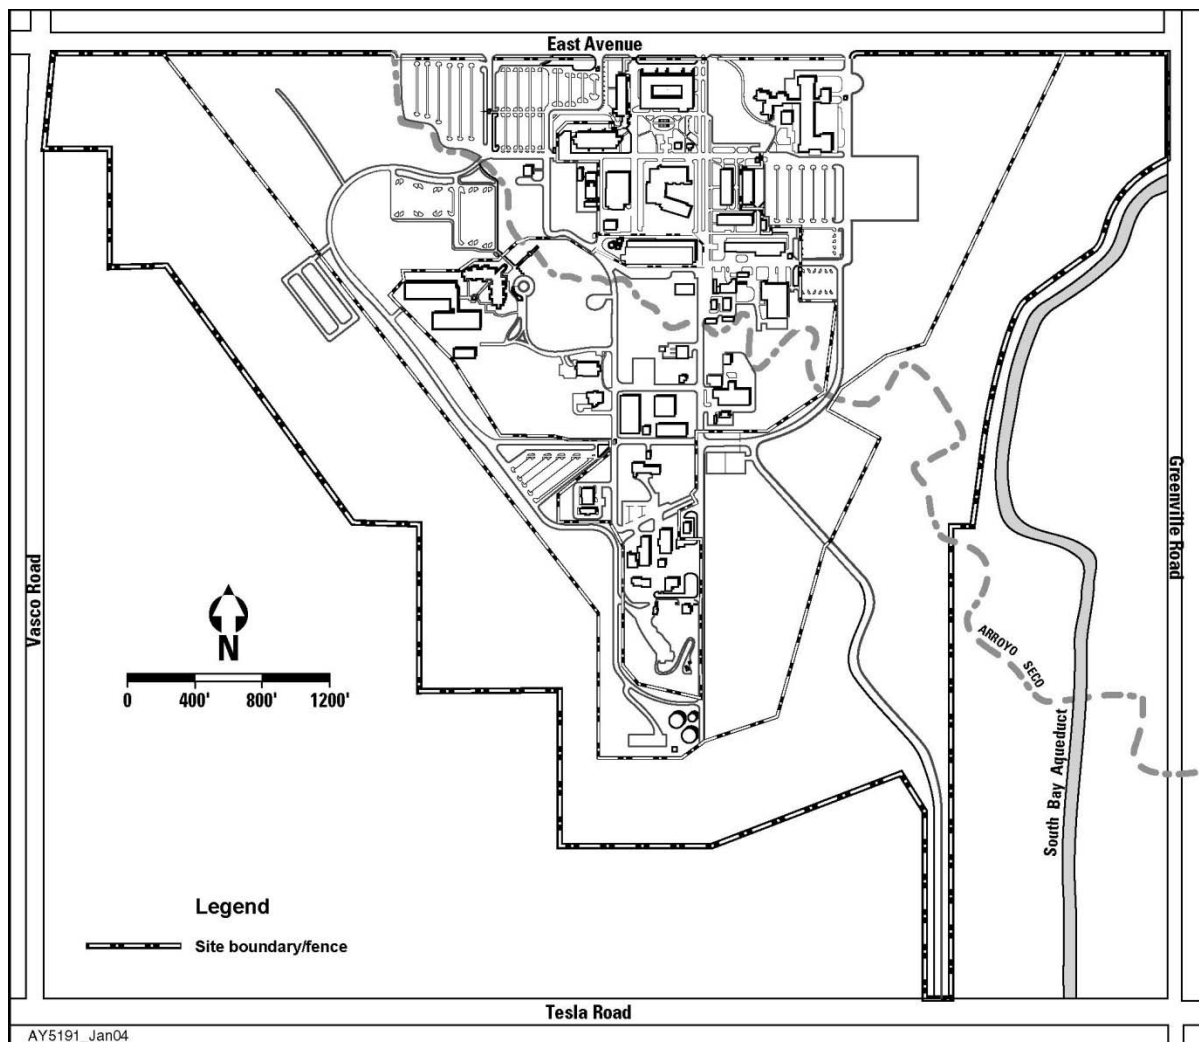 East Avenue
Vasco Road
Greenville Road
N
0 400' 800' 1200'
ARROYO SECO
South Bay Aqueduct
Legend
Site boundary/fence
Tesla Road
AY5191_Jan04